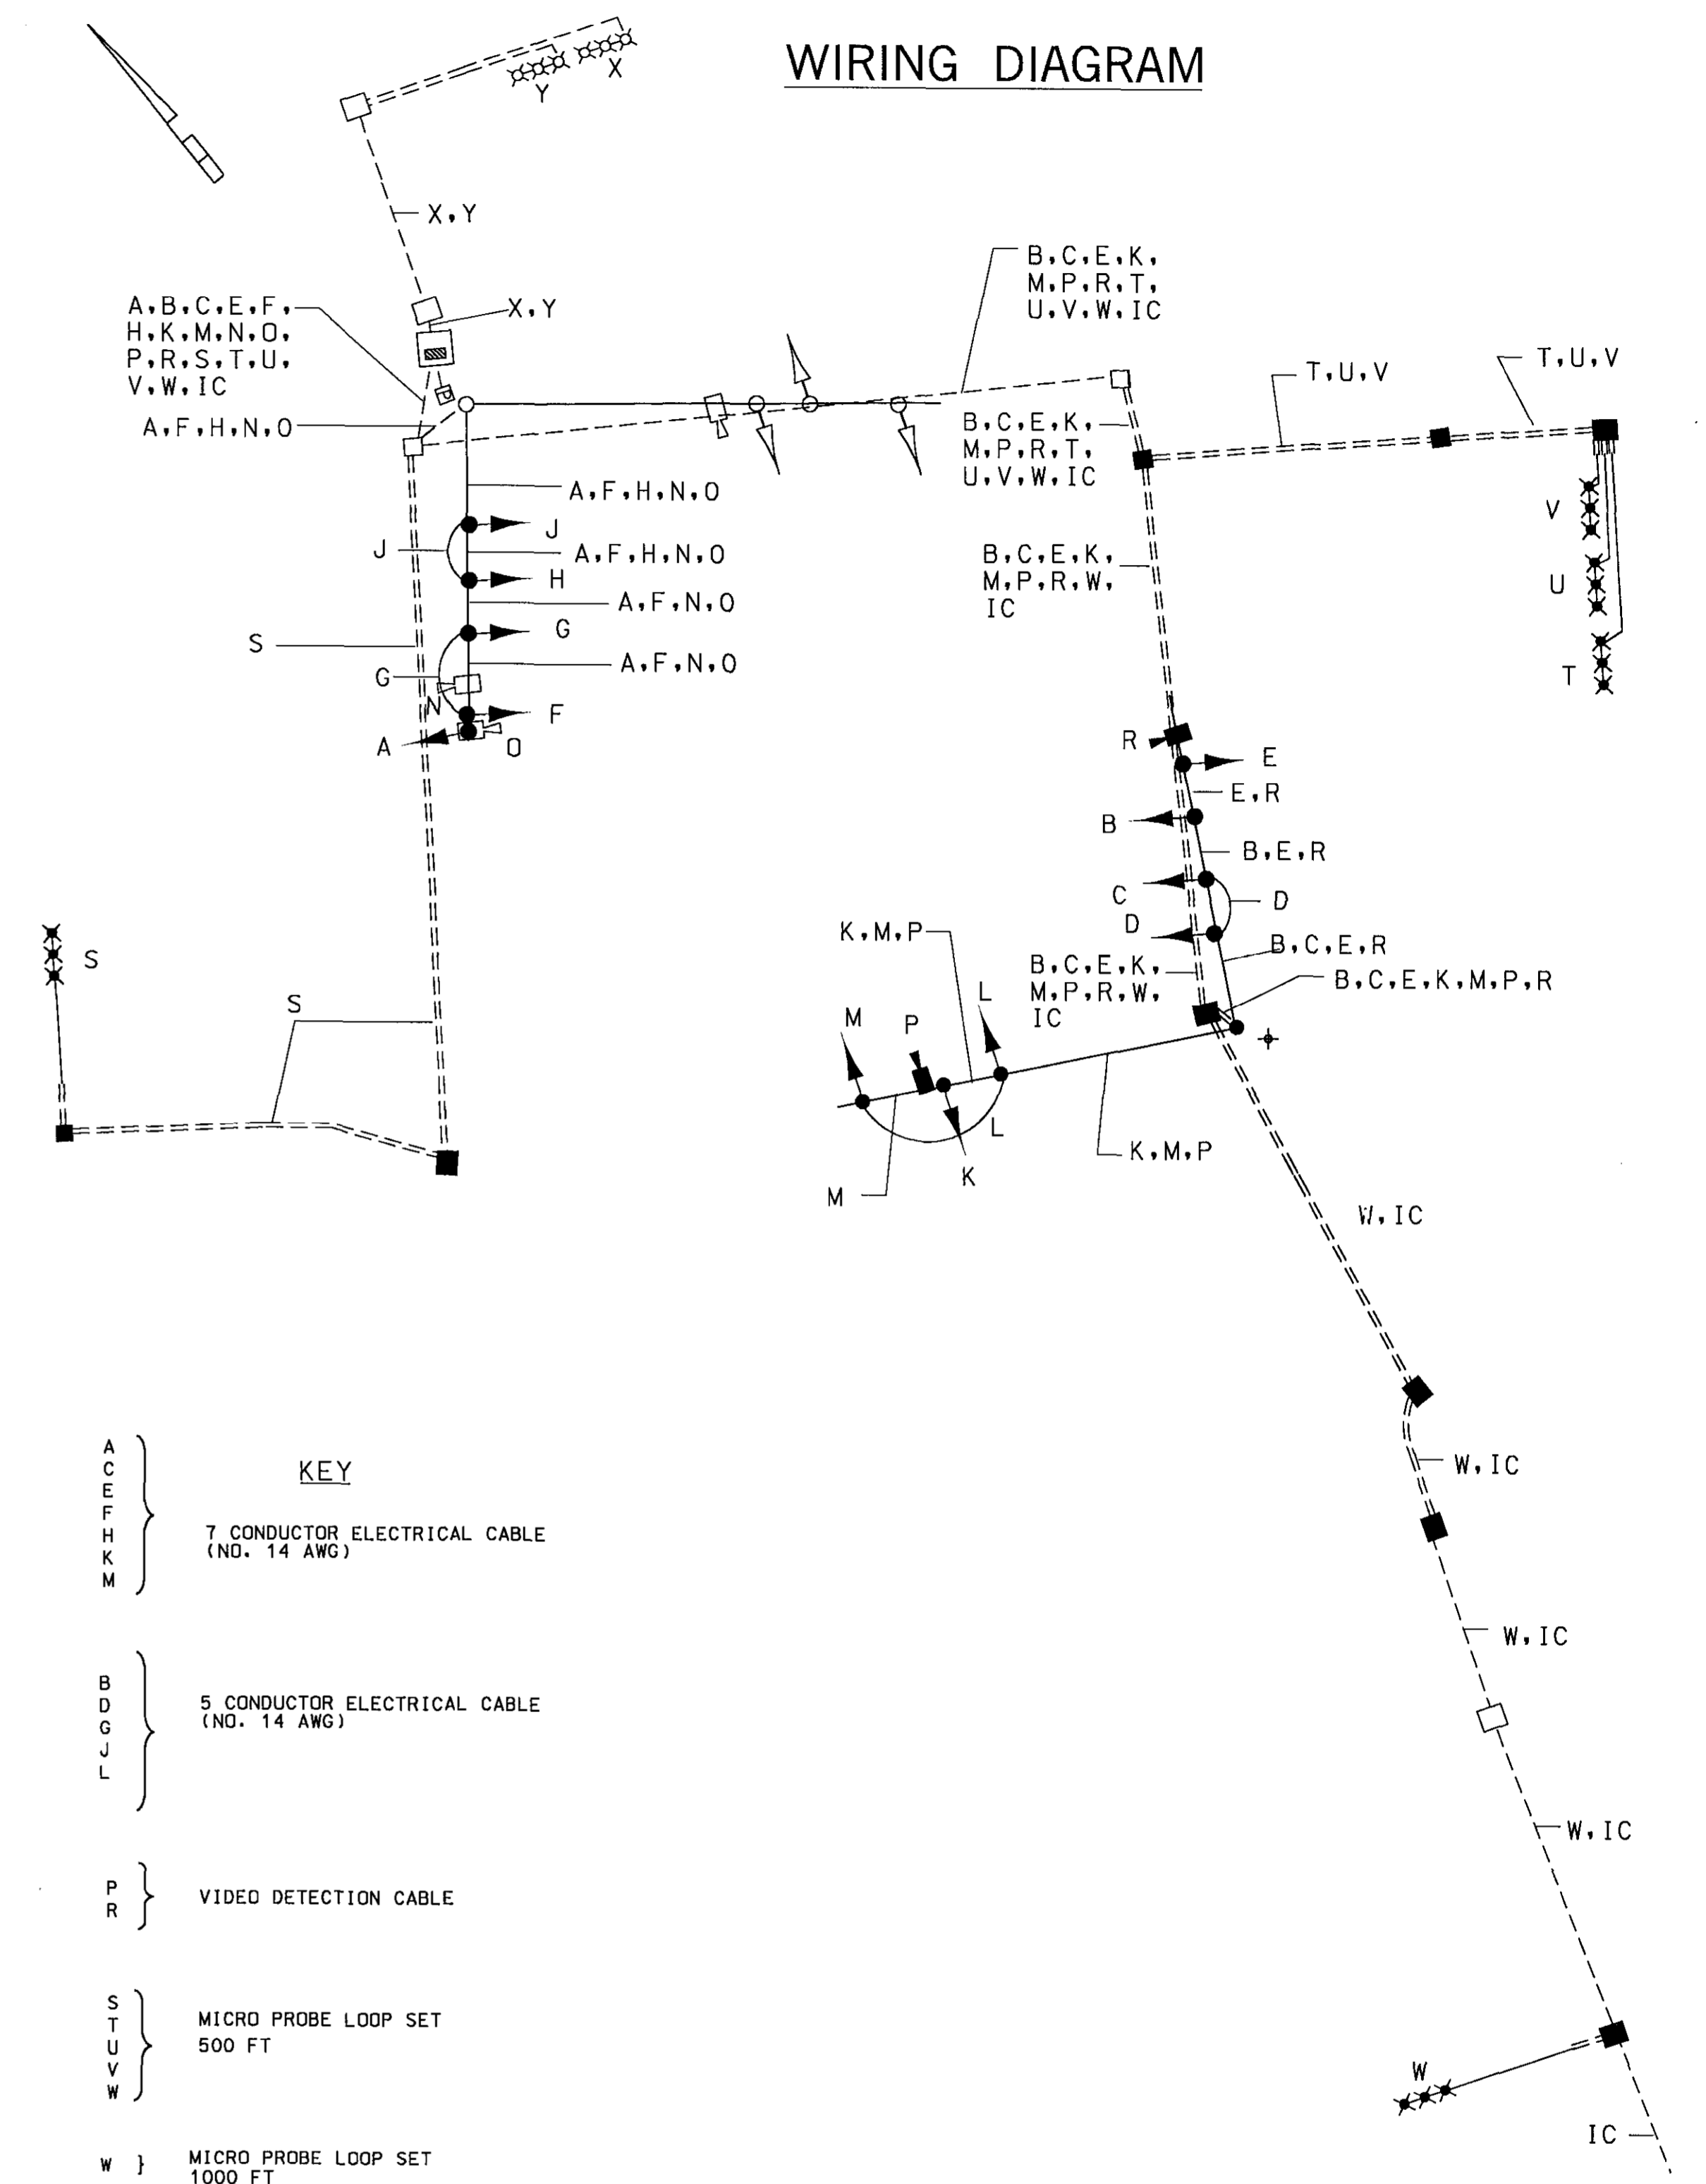 WIRING DIAGRAM
X
Y
X,Y
X,Y
A,B,C,E,F,
H,K,M,N,O,
P,R,S,T,U,
V,W,IC
A,F,H,N,O
B,C,E,K,
M,P,R,T,
U,V,W,IC
T,U,V
T,U,V
B,C,E,K,
M,P,R,T,
U,V,W,IC
A,F,H,N,O
J
J
A,F,H,N,O
H
A,F,N,O
G
S
A,F,N,O
G
N
F
A
O
B,C,E,K,
M,P,R,W,
IC
V
U
T
R
E
E,R
B
B,E,R
C
D
D
B,C,E,R
B,C,E,K,M,P,R
K,M,P
B,C,E,K,
M,P,R,W,
IC
S
S
M
P
L
L
K
M
K,M,P
W,IC
W,IC
W,IC
W,IC
W
IC
KEY
A
C
E
F
H
K
M
7 CONDUCTOR ELECTRICAL CABLE
(NO. 14 AWG)
B
D
G
J
L
5 CONDUCTOR ELECTRICAL CABLE
(NO. 14 AWG)
P
R
VIDEO DETECTION CABLE
S
T
U
V
W
MICRO PROBE LOOP SET
500 FT
W
MICRO PROBE LOOP SET
1000 FT